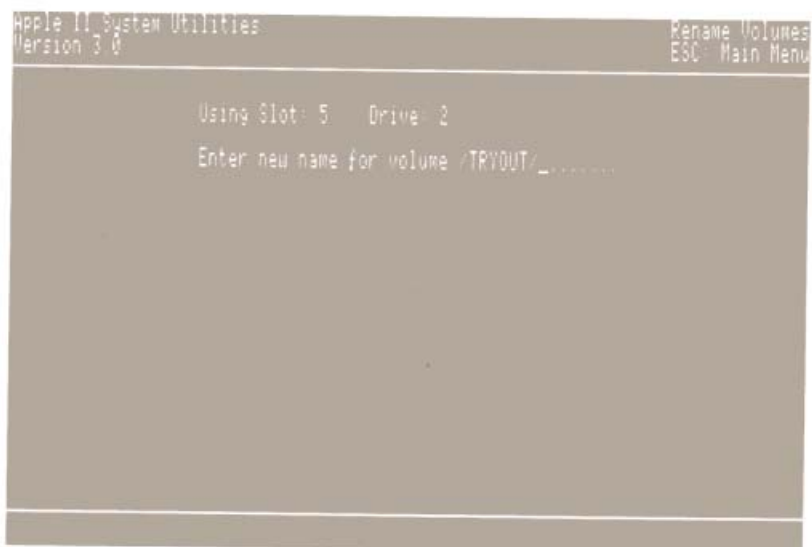 Apple II System Utilities
Version 3.0
Rename Volumes
ESC: Main Menu
Using Slot: 5 Drive: 2
Enter new name for volume /TRYOUT/_.......